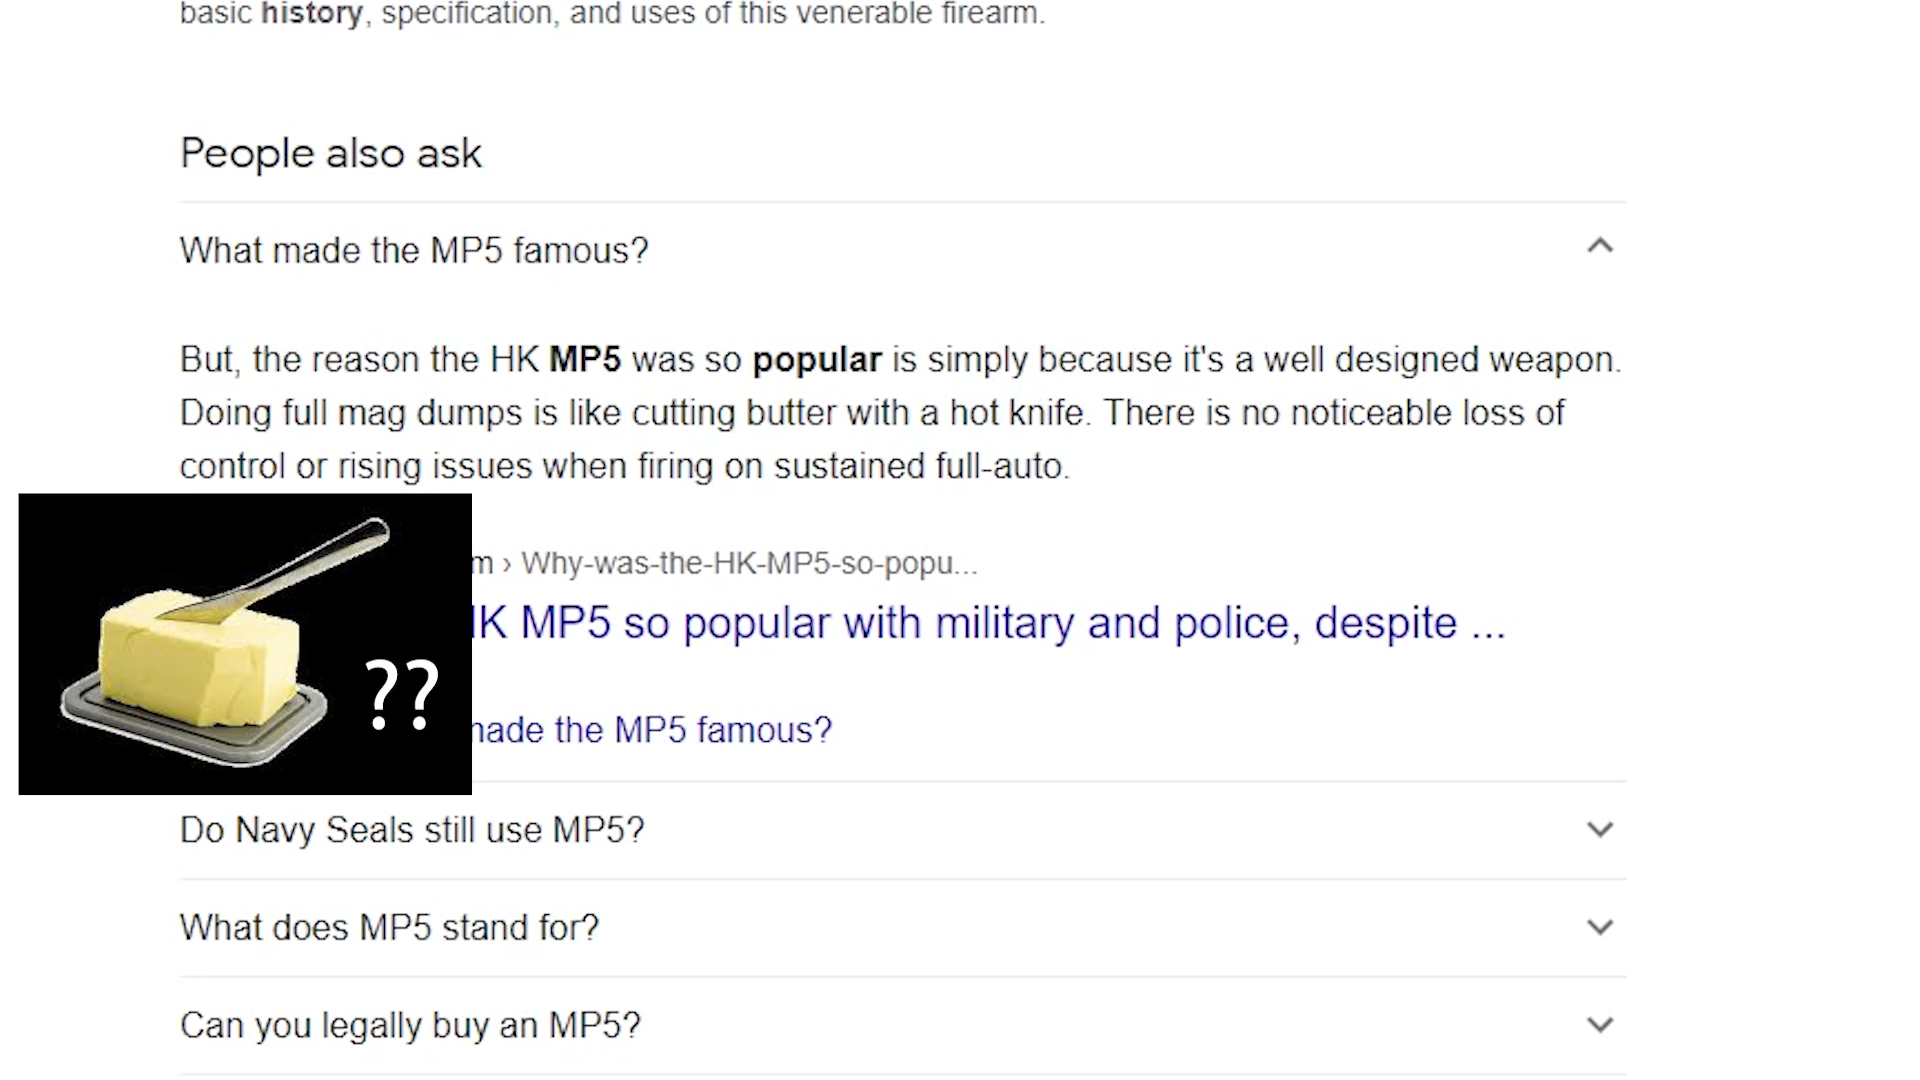 basic history, specification, and uses of this venerable firearm.
People also ask
What made the MP5 famous?
But, the reason the HK MP5 was so popular is simply because it's a well designed weapon.
Doing full mag dumps is like cutting butter with a hot knife. There is no noticeable loss of
control or rising issues when firing on sustained full-auto.
m › Why-was-the-HK-MP5-so-popu...
HK MP5 so popular with military and police, despite ...
??
made the MP5 famous?
Do Navy Seals still use MP5?
What does MP5 stand for?
Can you legally buy an MP5?